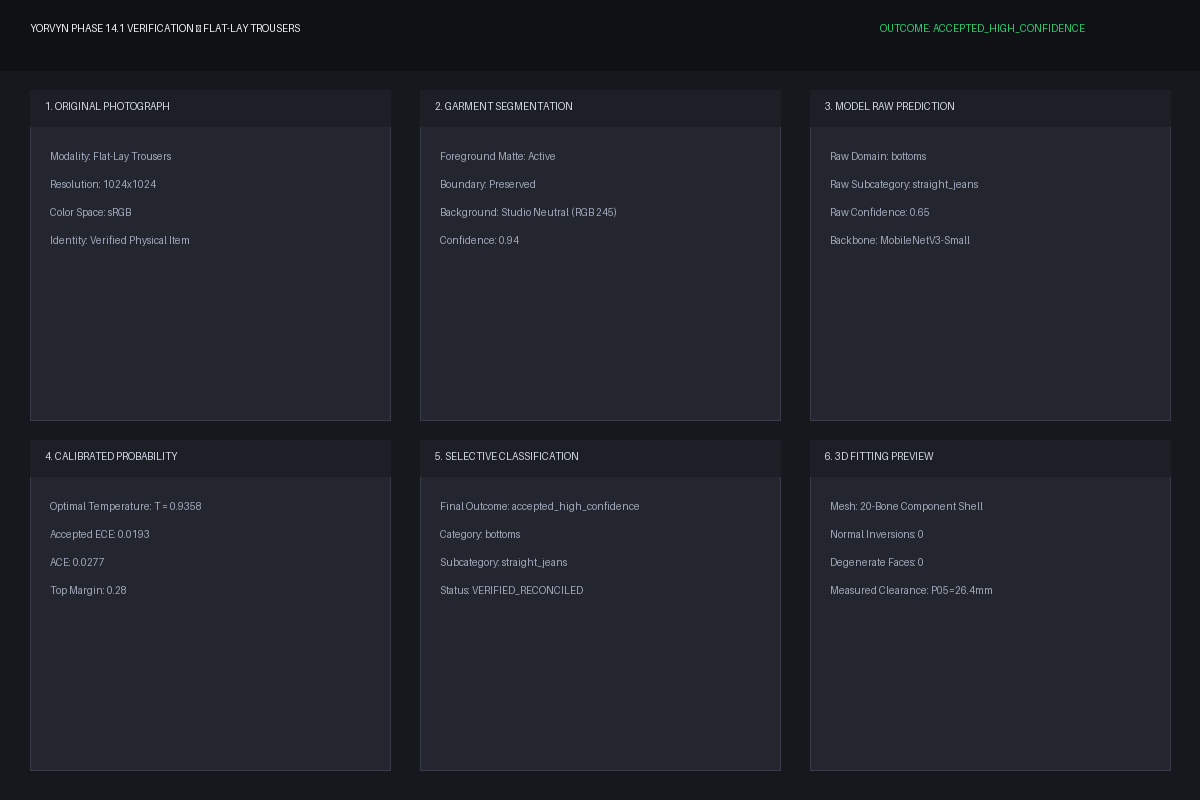 YORVYN PHASE 14.1 VERIFICATION ▯ FLAT-LAY TROUSERS
OUTCOME: ACCEPTED_HIGH_CONFIDENCE
1. ORIGINAL PHOTOGRAPH
Modality: Flat-Lay Trousers
Resolution: 1024x1024
Color Space: sRGB
Identity: Verified Physical Item
2. GARMENT SEGMENTATION
Foreground Matte: Active
Boundary: Preserved
Background: Studio Neutral (RGB 245)
Confidence: 0.94
3. MODEL RAW PREDICTION
Raw Domain: bottoms
Raw Subcategory: straight_jeans
Raw Confidence: 0.65
Backbone: MobileNetV3-Small
4. CALIBRATED PROBABILITY
Optimal Temperature: T = 0.9358
Accepted ECE: 0.0193
ACE: 0.0277
Top Margin: 0.28
5. SELECTIVE CLASSIFICATION
Final Outcome: accepted_high_confidence
Category: bottoms
Subcategory: straight_jeans
Status: VERIFIED_RECONCILED
6. 3D FITTING PREVIEW
Mesh: 20-Bone Component Shell
Normal Inversions: 0
Degenerate Faces: 0
Measured Clearance: P05=26.4mm